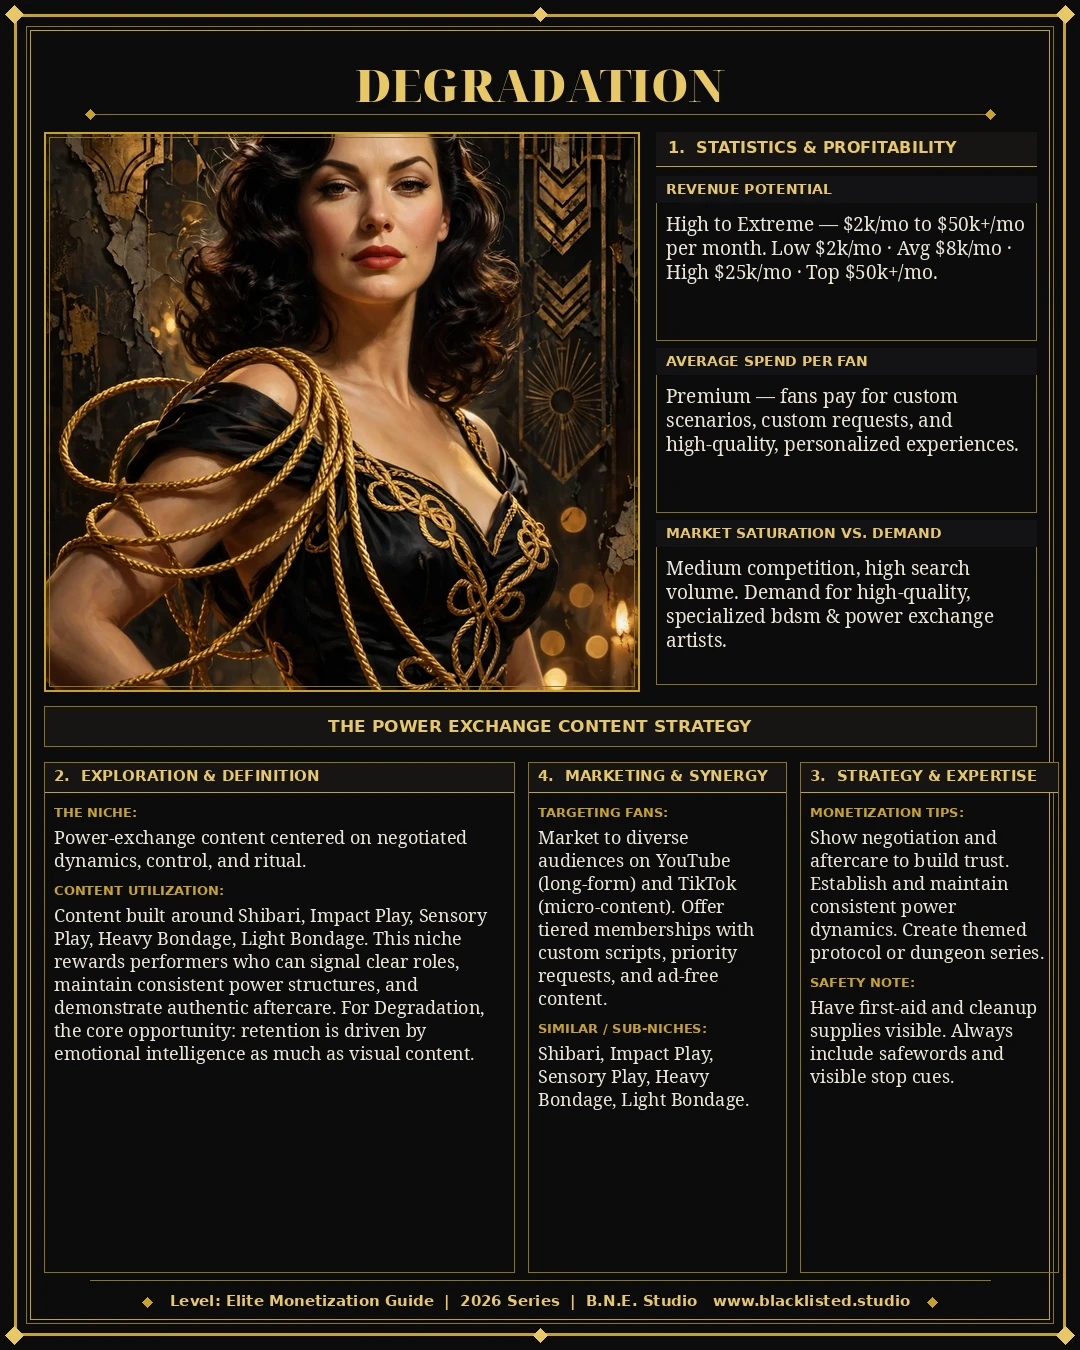 DEGRADATION
1. STATISTICS & PROFITABILITY
REVENUE POTENTIAL
High to Extreme — $2k/mo to $50k+/mo
per month. Low $2k/mo · Avg $8k/mo ·
High $25k/mo · Top $50k+/mo.
AVERAGE SPEND PER FAN
Premium — fans pay for custom
scenarios, custom requests, and
high-quality, personalized experiences.
MARKET SATURATION VS. DEMAND
Medium competition, high search
volume. Demand for high-quality,
specialized bdsm & power exchange
artists.
THE POWER EXCHANGE CONTENT STRATEGY
2. EXPLORATION & DEFINITION
THE NICHE:
Power-exchange content centered on negotiated
dynamics, control, and ritual.
CONTENT UTILIZATION:
Content built around Shibari, Impact Play, Sensory
Play, Heavy Bondage, Light Bondage. This niche
rewards performers who can signal clear roles,
maintain consistent power structures, and
demonstrate authentic aftercare. For Degradation,
the core opportunity: retention is driven by
emotional intelligence as much as visual content.
4. MARKETING & SYNERGY
TARGETING FANS:
Market to diverse
audiences on YouTube
(long-form) and TikTok
(micro-content). Offer
tiered memberships with
custom scripts, priority
requests, and ad-free
content.
SIMILAR / SUB-NICHES:
Shibari, Impact Play,
Sensory Play, Heavy
Bondage, Light Bondage.
3. STRATEGY & EXPERTISE
MONETIZATION TIPS:
Show negotiation and
aftercare to build trust.
Establish and maintain
consistent power
dynamics. Create themed
protocol or dungeon series.
SAFETY NOTE:
Have first-aid and cleanup
supplies visible. Always
include safewords and
visible stop cues.
Level: Elite Monetization Guide | 2026 Series | B.N.E. Studio www.blacklisted.studio